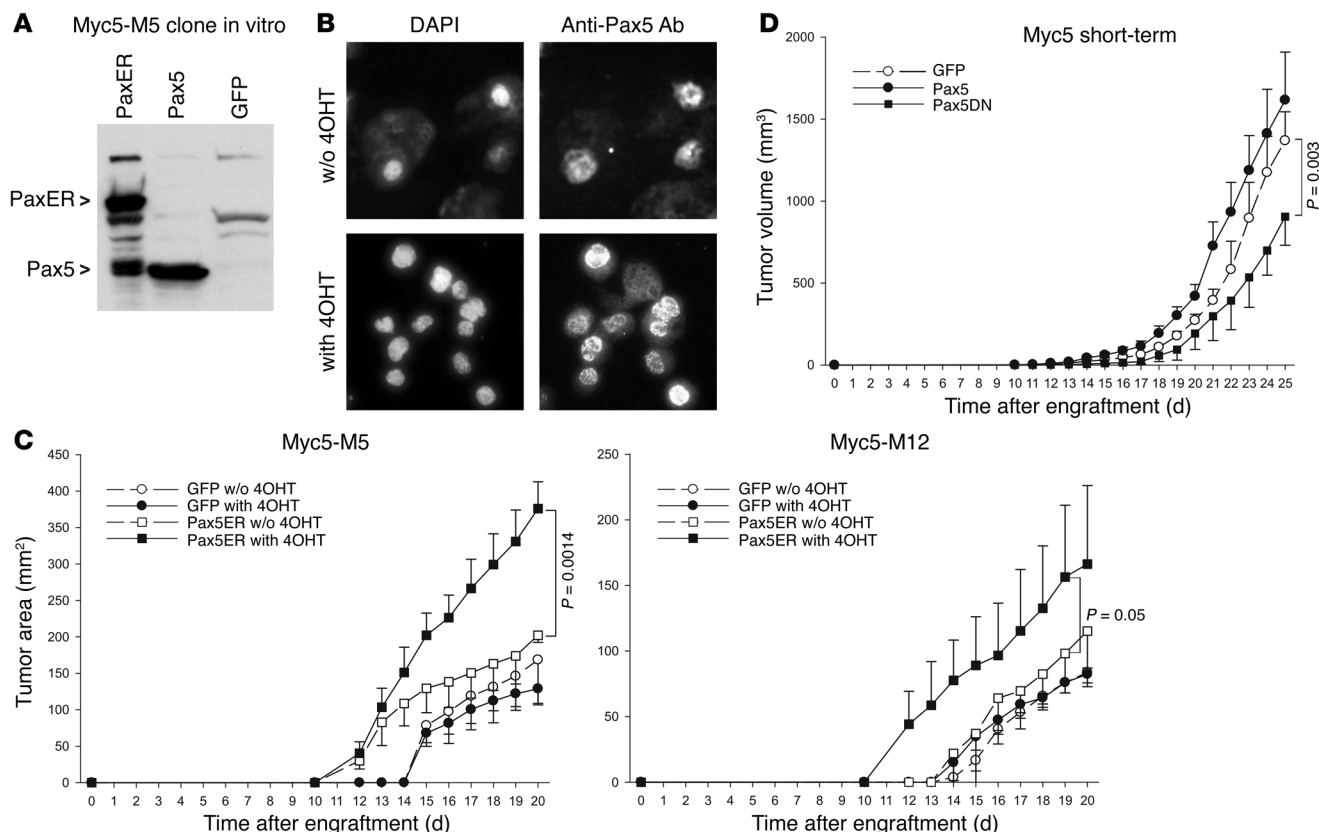 A
Myc5-M5 clone in vitro
PaxER
Pax5
GFP
PaxER >
Pax5 >
B
DAPI
Anti-Pax5 Ab
w/o 4OHT
with 4OHT
D
Myc5 short-term
GFP
Pax5
Pax5DN
Tumor volume (mm³)
2000
1500
1000
500
0
P = 0.003
0 1 2 3 4 5 6 7 8 9 10 11 12 13 14 15 16 17 18 19 20 21 22 23 24 25
Time after engraftment (d)
C
Myc5-M5
GFP w/o 4OHT
GFP with 4OHT
Pax5ER w/o 4OHT
Pax5ER with 4OHT
Tumor area (mm²)
450
400
350
300
250
200
150
100
50
0
P = 0.0014
0 1 2 3 4 5 6 7 8 9 10 11 12 13 14 15 16 17 18 19 20
Time after engraftment (d)
Myc5-M12
GFP w/o 4OHT
GFP with 4OHT
Pax5ER w/o 4OHT
Pax5ER with 4OHT
250
200
150
100
50
0
P = 0.05
0 1 2 3 4 5 6 7 8 9 10 11 12 13 14 15 16 17 18 19 20
Time after engraftment (d)